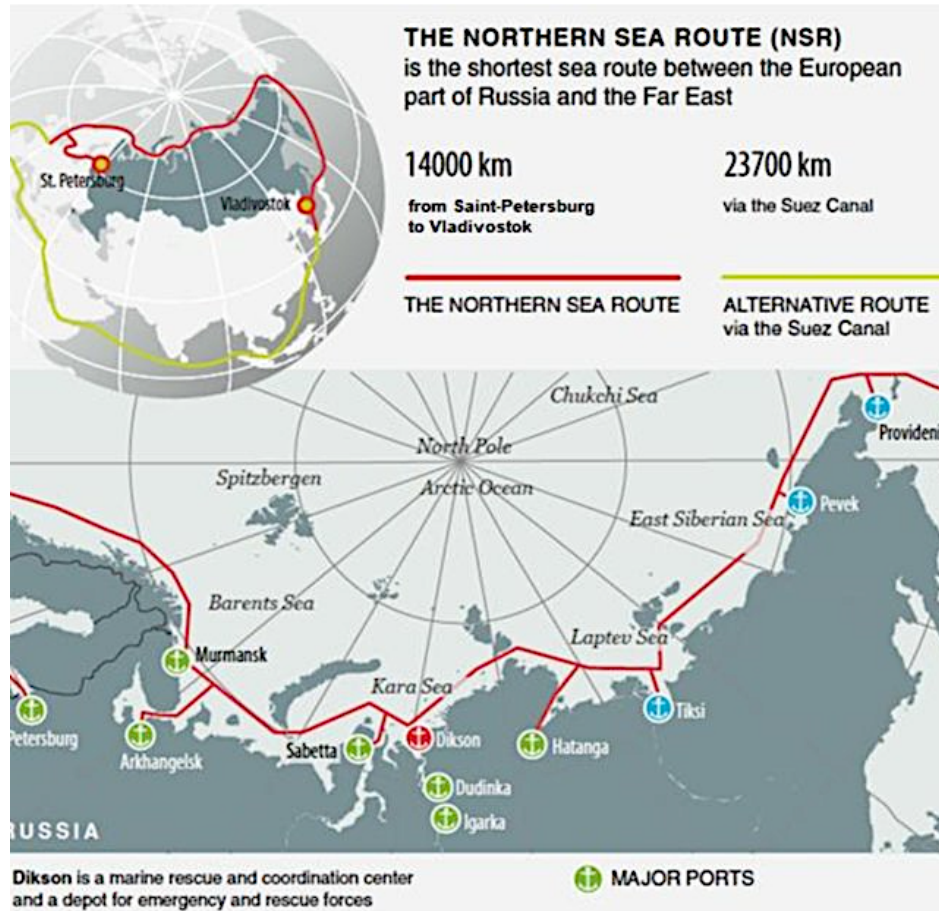 THE NORTHERN SEA ROUTE (NSR)
is the shortest sea route between the European
part of Russia and the Far East
14000 km
from Saint-Petersburg
to Vladivostok
23700 km
via the Suez Canal
THE NORTHERN SEA ROUTE
ALTERNATIVE ROUTE
via the Suez Canal
St. Petersburg
Vladivostok
Chukchi Sea
Provideni
North Pole
Spitzbergen
Arctic Ocean
Pevek
East Siberian Sea
Barents Sea
Laptev Sea
Murmansk
Kara Sea
Tiksi
Petersburg
Arkhangelsk
Sabetta
Dikson
Hatanga
Dudinka
Igarka
RUSSIA
Dikson is a marine rescue and coordination center
and a depot for emergency and rescue forces
MAJOR PORTS